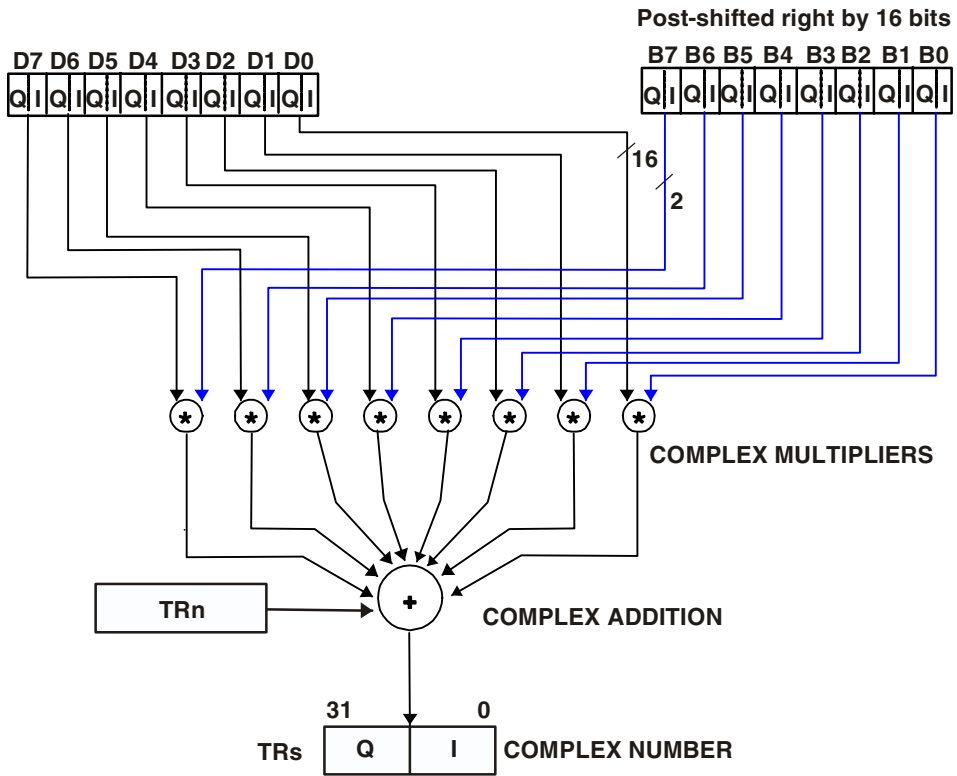 Post-shifted right by 16 bits
D7 D6 D5 D4 D3 D2 D1 D0
B7 B6 B5 B4 B3 B2 B1 B0
Q I Q I Q I Q I Q I Q I Q I Q I
Q I Q I Q I Q I Q I Q I Q I Q I
16
2
* * * * * * * *
COMPLEX MULTIPLIERS
TRn
+
COMPLEX ADDITION
31 0
TRs Q I COMPLEX NUMBER